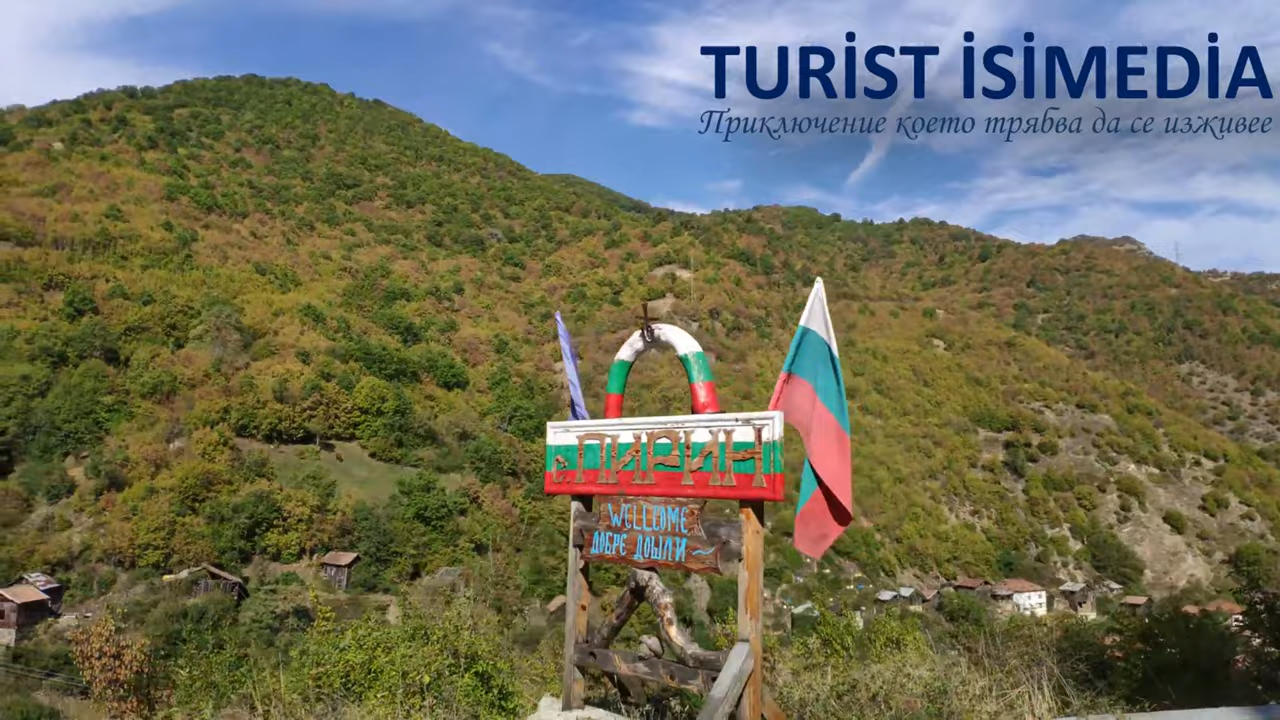 TURİST İSİMEDİA
Приключение което трябва да се изживее
с. ПИРИН
WELLCOME
ДОБРЕ ДОШЛИ